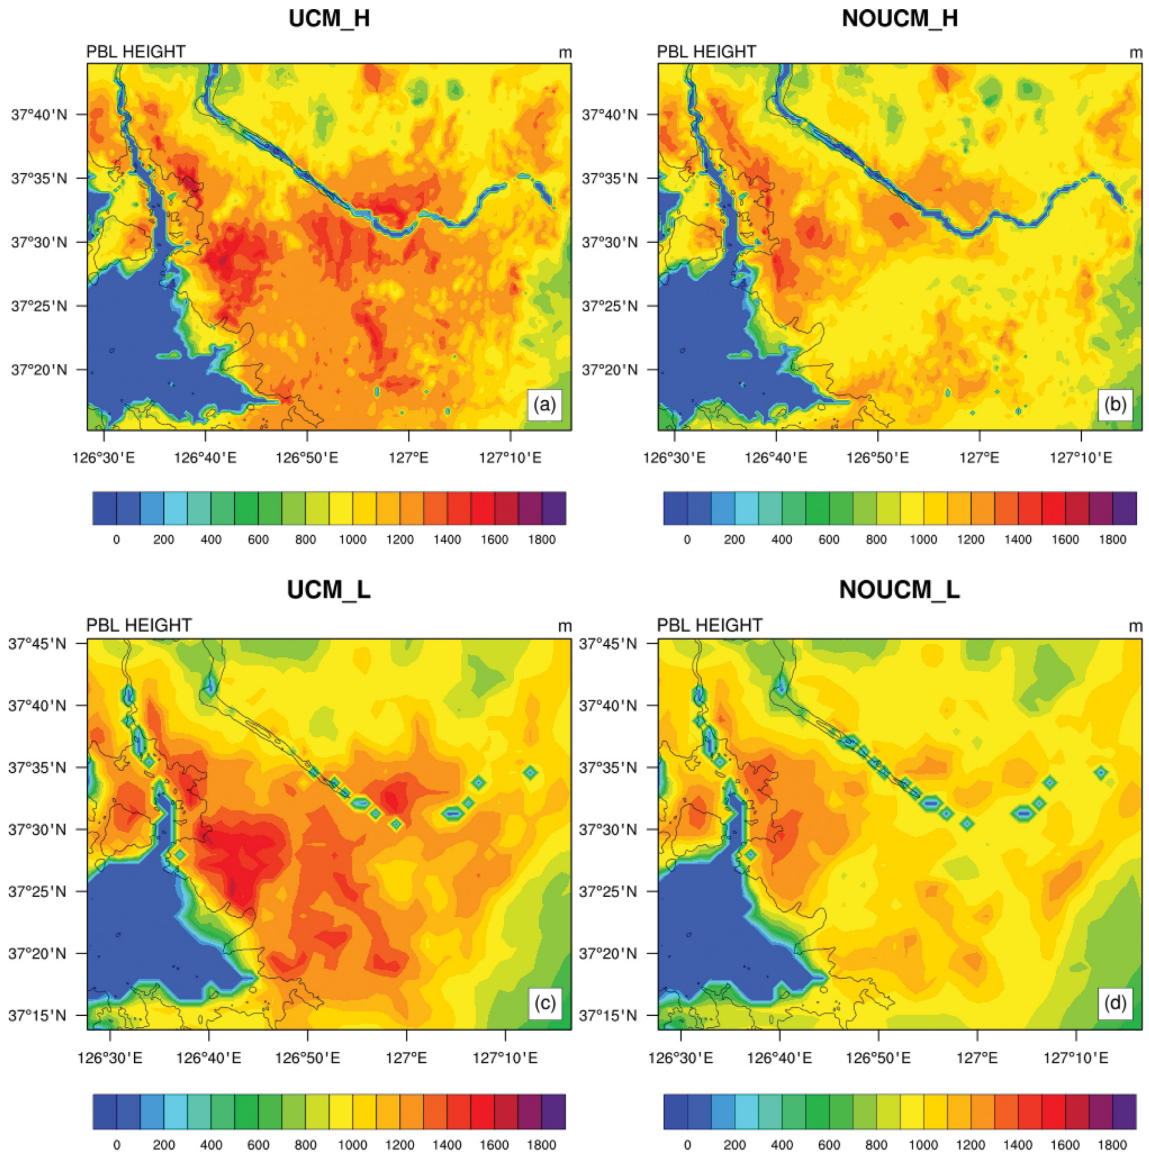 UCM_H
PBL HEIGHT m
37°40'N
37°35'N
37°30'N
37°25'N
37°20'N
(a)
126°30'E 126°40'E 126°50'E 127°E 127°10'E
0 200 400 600 800 1000 1200 1400 1600 1800
NOUCM_H
PBL HEIGHT m
37°40'N
37°35'N
37°30'N
37°25'N
37°20'N
(b)
126°30'E 126°40'E 126°50'E 127°E 127°10'E
0 200 400 600 800 1000 1200 1400 1600 1800
UCM_L
PBL HEIGHT m
37°45'N
37°40'N
37°35'N
37°30'N
37°25'N
37°20'N
37°15'N
(c)
126°30'E 126°40'E 126°50'E 127°E 127°10'E
0 200 400 600 800 1000 1200 1400 1600 1800
NOUCM_L
PBL HEIGHT m
37°45'N
37°40'N
37°35'N
37°30'N
37°25'N
37°20'N
37°15'N
(d)
126°30'E 126°40'E 126°50'E 127°E 127°10'E
0 200 400 600 800 1000 1200 1400 1600 1800